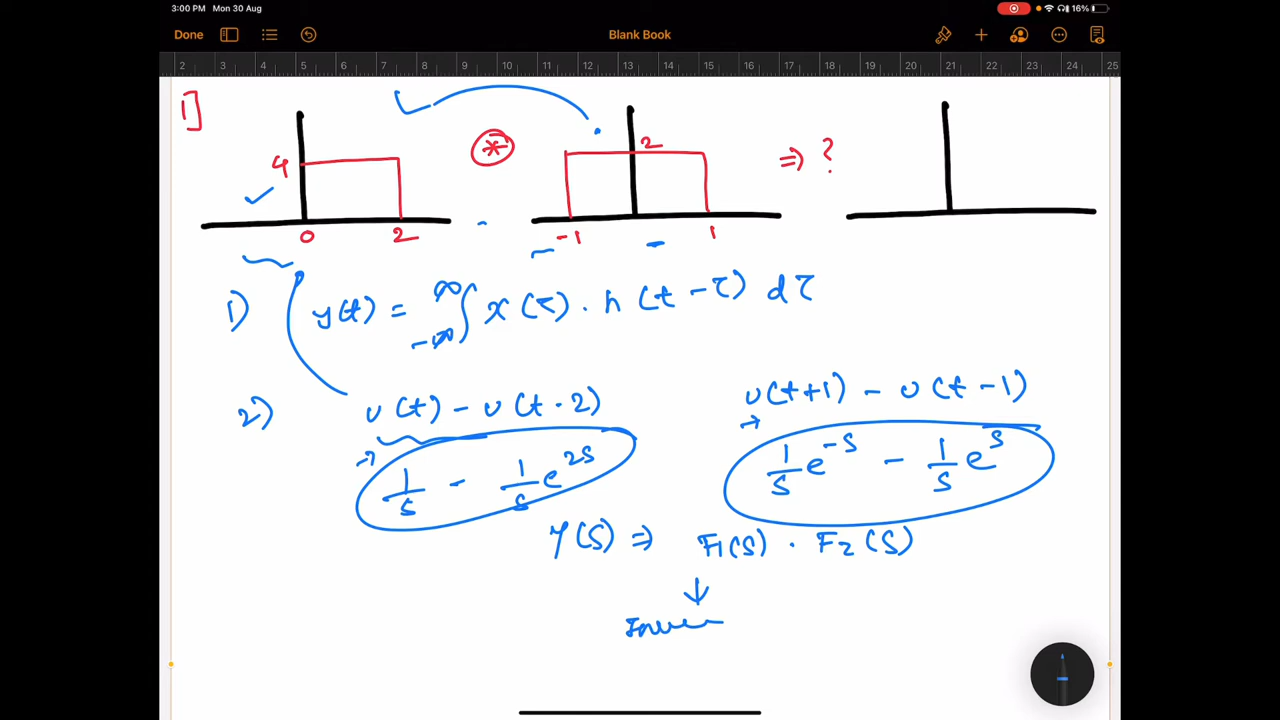 3:00 PM Mon 30 Aug
16%
Done
Blank Book
2 3 4 5 6 7 8 9 10 11 12 13 14 15 16 17 18 19 20 21 22 23 24 25
1]
4 * 2 ⇒ ?
0 2 -1 1
1) y(t) = ∞∫-∞ x(τ) · h(t-τ) dτ
2) u(t) - u(t-2) u(t+1) - u(t-1)
1/s - 1/s e^2s 1/s e^-s - 1/s e^s
Y(s) ⇒ F1(s) · F2(s)
↓